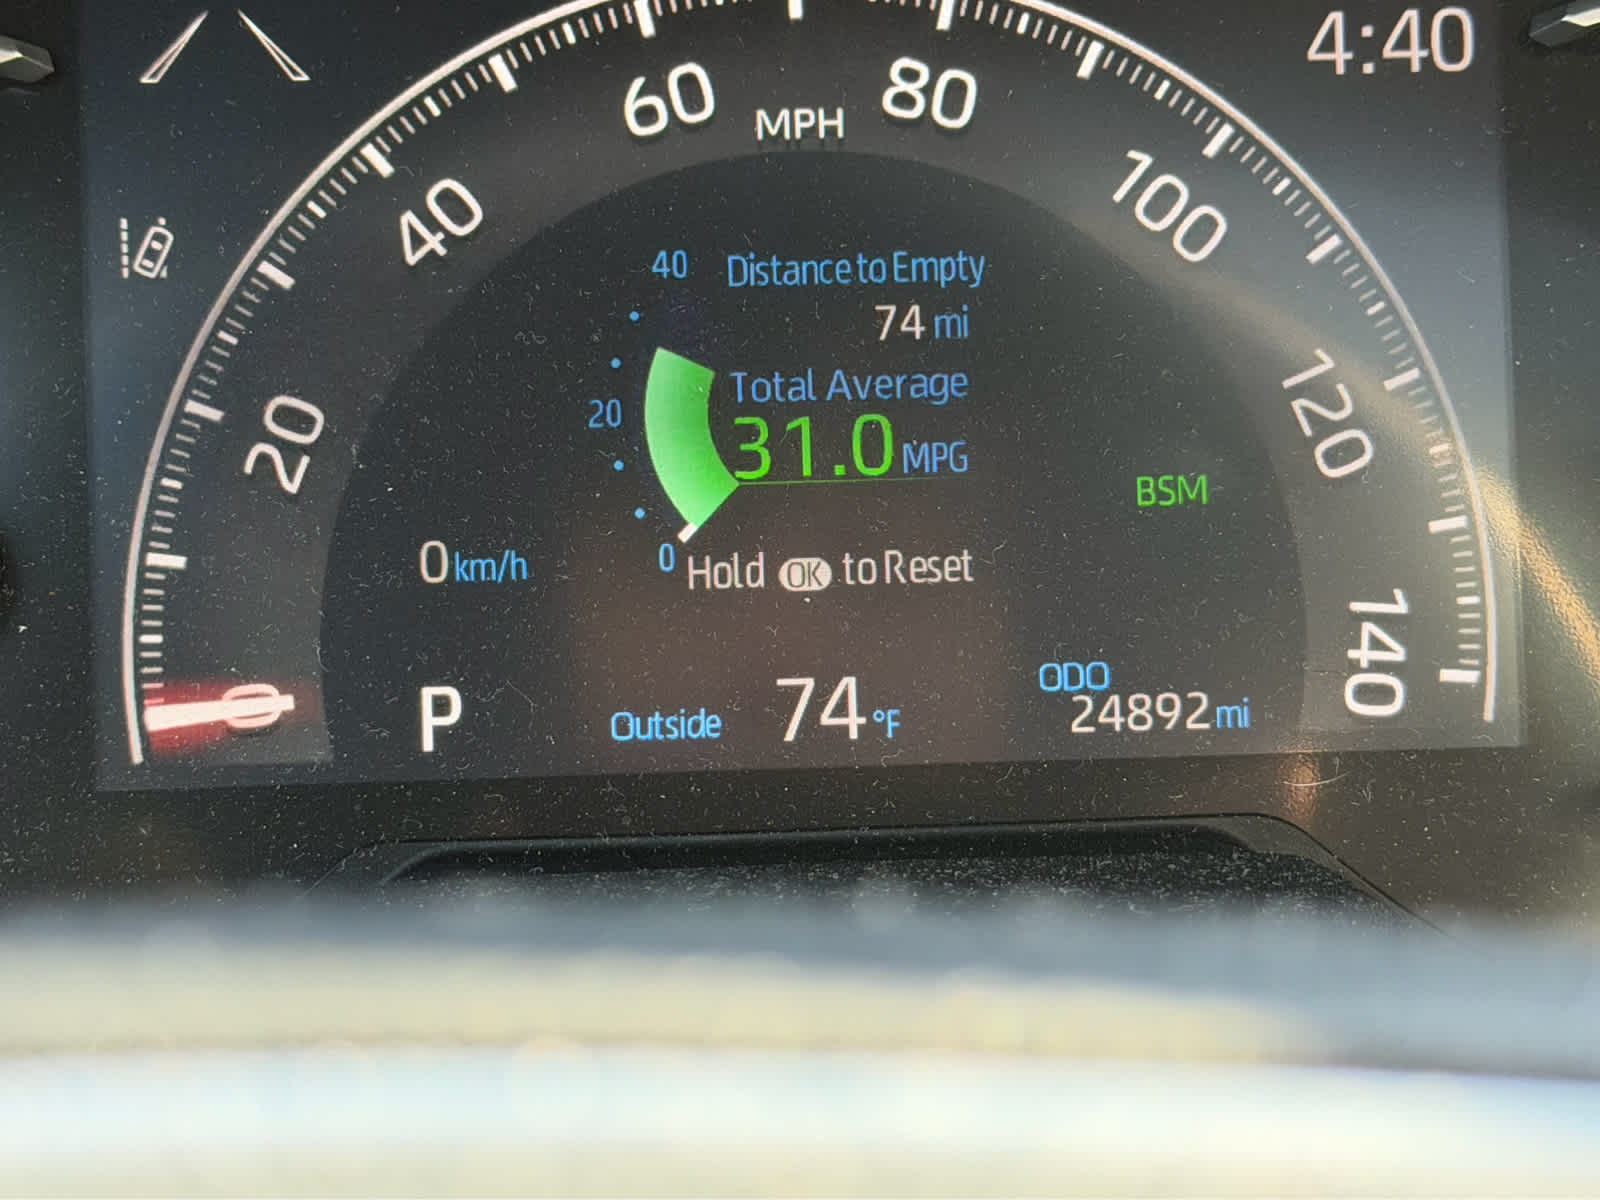 4:40
60
80
MPH
40
100
40 Distance to Empty
74 mi
Total Average
20
31.0 MPG
20
120
BSM
0 km/h
0
Hold OK to Reset
140
0
P
Outside 74 °F
ODO
24892 mi